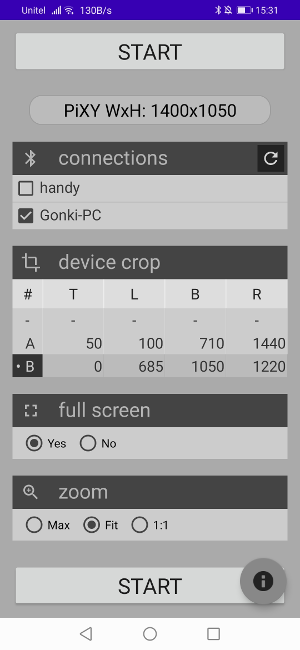 Unitel 130B/s 15:31
START
PiXY WxH: 1400x1050
connections
handy
Gonki-PC
device crop
# T L B R
- - - - -
A 50 100 710 1440
• B 0 685 1050 1220
full screen
Yes No
zoom
Max Fit 1:1
START